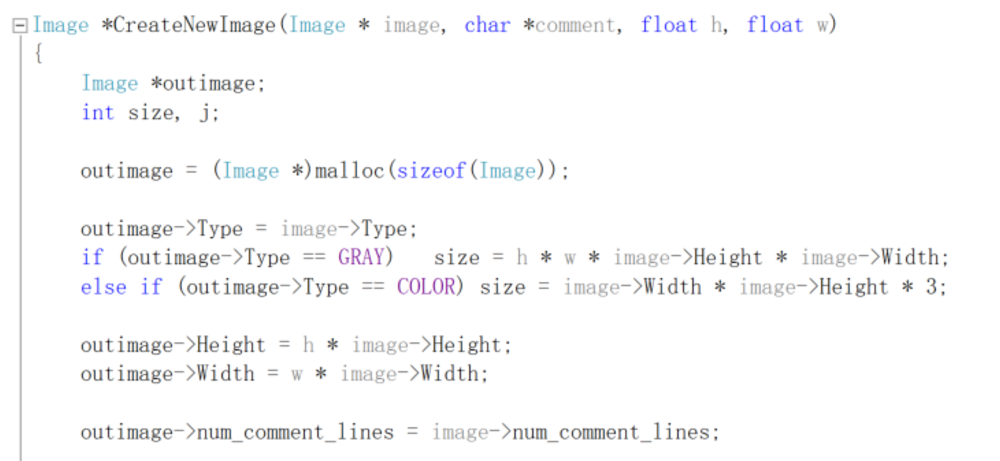 Image *CreateNewImage(Image * image, char *comment, float h, float w)
{
Image *outimage;
int size, j;
outimage = (Image *)malloc(sizeof(Image));
outimage->Type = image->Type;
if (outimage->Type == GRAY)   size = h * w * image->Height * image->Width;
else if (outimage->Type == COLOR) size = image->Width * image->Height * 3;
outimage->Height = h * image->Height;
outimage->Width = w * image->Width;
outimage->num_comment_lines = image->num_comment_lines;